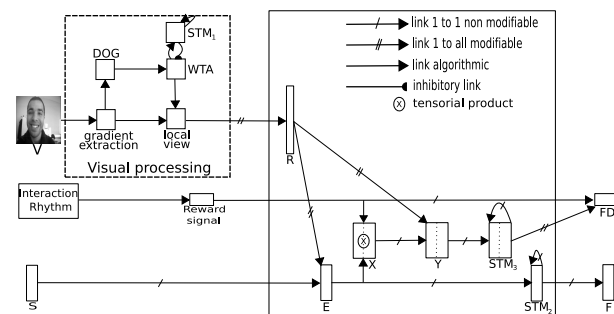 STM1
DOG
WTA
gradient
extraction
local
view
Visual processing
V
link 1 to 1 non modifiable
link 1 to all modifiable
link algorithmic
inhibitory link
x tensorial product
R
Interaction
Rhythm
Reward
signal
FD
x
X
Y
STM3
S
E
STM2
F